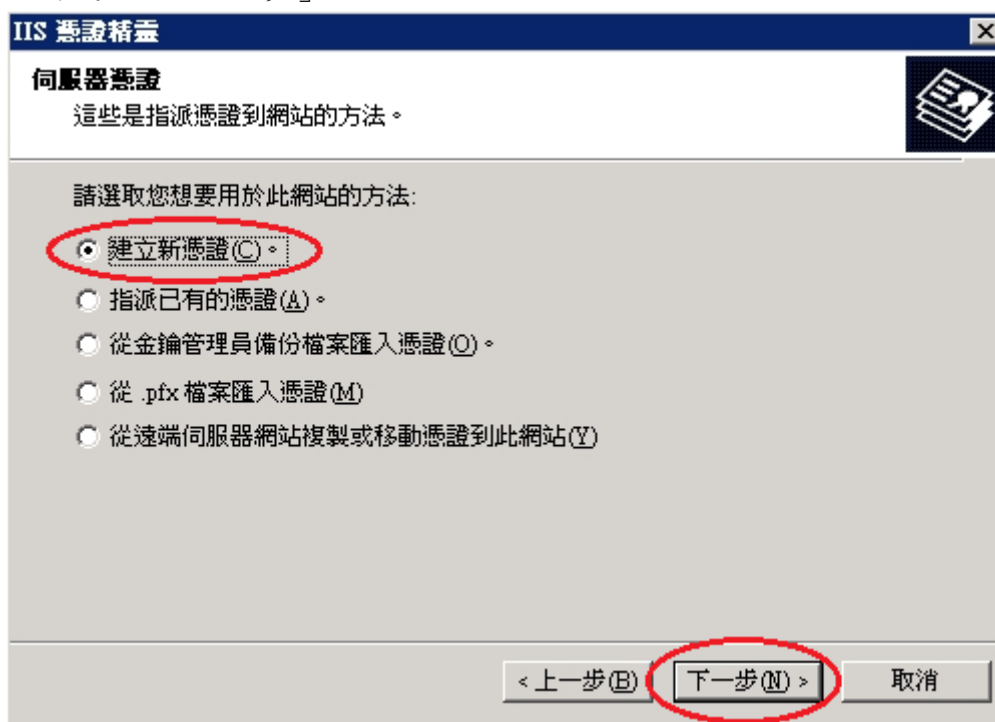 IIS 憑證精靈
伺服器憑證
這些是指派憑證到網站的方法。
請選取您想要用於此網站的方法:
建立新憑證(C)。
指派已有的憑證(A)。
從金鑰管理員備份檔案匯入憑證(O)。
從 .pfx 檔案匯入憑證(M)
從遠端伺服器網站複製或移動憑證到此網站(Y)
<上一步(B) 下一步(N) > 取消